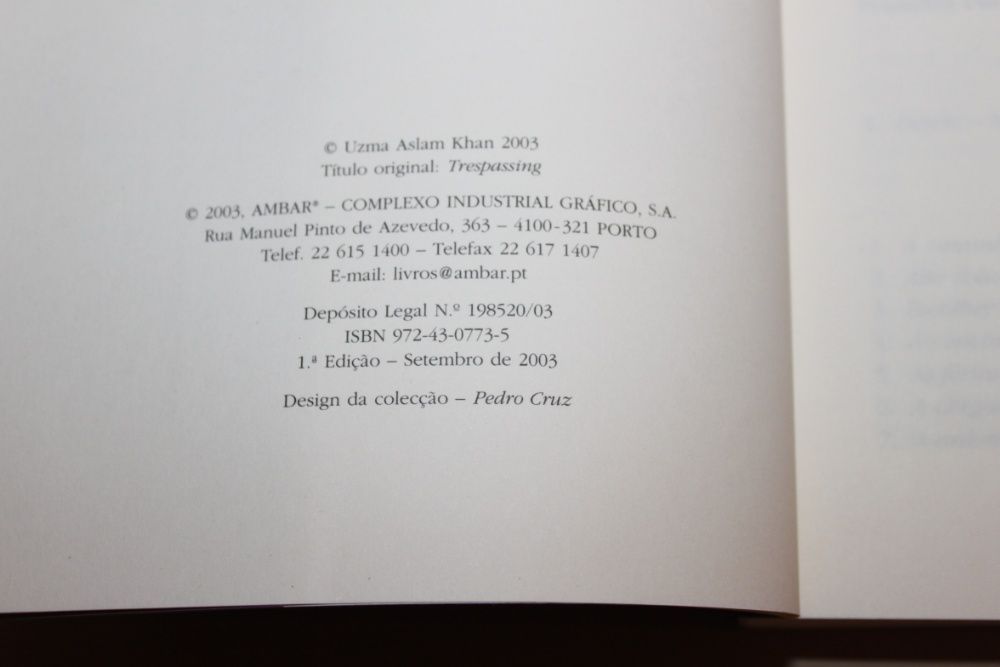 © Uzma Aslam Khan 2003
Título original: Trespassing
© 2003, AMBAR® – COMPLEXO INDUSTRIAL GRÁFICO, S.A.
Rua Manuel Pinto de Azevedo, 363 – 4100-321 PORTO
Telef. 22 615 1400 – Telefax 22 617 1407
E-mail: livros@ambar.pt
Depósito Legal N.º 198520/03
ISBN 972-43-0773-5
1.ª Edição – Setembro de 2003
Design da colecção – Pedro Cruz